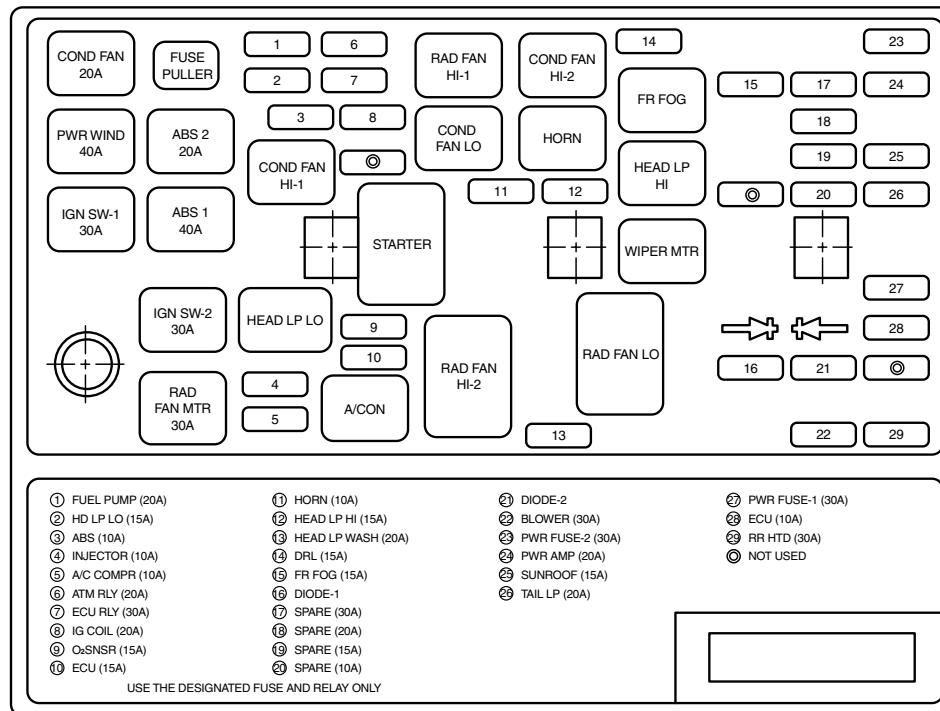 COND FAN
20A
FUSE
PULLER
1
6
2
7
3
8
RAD FAN
HI-1
COND FAN
HI-2
14
23
FR FOG
15
17
24
18
PWR WIND
40A
ABS 2
20A
COND FAN
HI-1
COND
FAN LO
HORN
HEAD LP
HI
19
25
11
12
20
26
IGN SW-1
30A
ABS 1
40A
STARTER
WIPER MTR
27
IGN SW-2
30A
HEAD LP LO
9
10
RAD FAN
HI-2
RAD FAN LO
28
16
21
RAD
FAN MTR
30A
4
5
A/CON
13
22
29
1 FUEL PUMP (20A)
2 HD LP LO (15A)
3 ABS (10A)
4 INJECTOR (10A)
5 A/C COMPR (10A)
6 ATM RLY (20A)
7 ECU RLY (30A)
8 IG COIL (20A)
9 O₂SNSR (15A)
10 ECU (15A)
11 HORN (10A)
12 HEAD LP HI (15A)
13 HEAD LP WASH (20A)
14 DRL (15A)
15 FR FOG (15A)
16 DIODE-1
17 SPARE (30A)
18 SPARE (20A)
19 SPARE (15A)
20 SPARE (10A)
21 DIODE-2
22 BLOWER (30A)
23 PWR FUSE-2 (30A)
24 PWR AMP (20A)
25 SUNROOF (15A)
26 TAIL LP (20A)
27 PWR FUSE-1 (30A)
28 ECU (10A)
29 RR HTD (30A)
◎ NOT USED
USE THE DESIGNATED FUSE AND RELAY ONLY